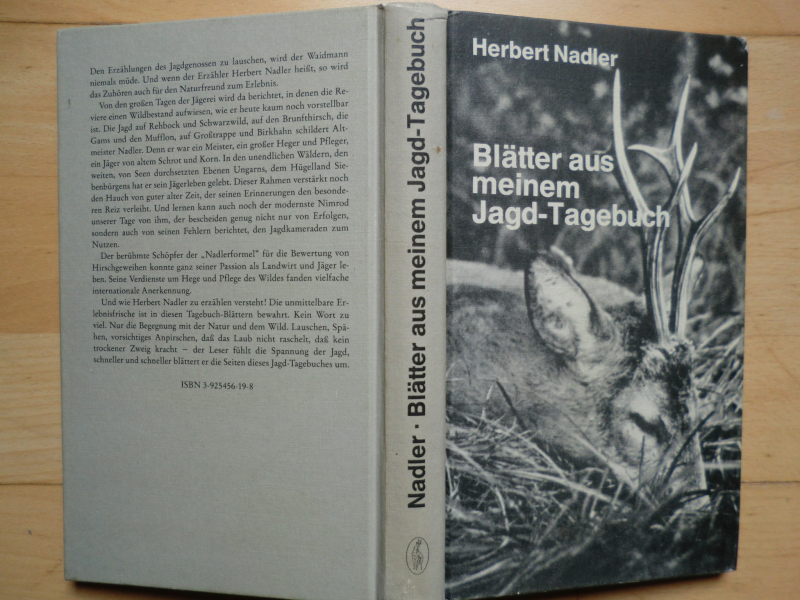 Den Erzählungen des Jagdgenossen zu lauschen, wird der Waidmann
niemals müde. Und wenn der Erzähler Herbert Nadler heißt, so wird
das Zuhören auch für den Naturfreund zum Erlebnis.
Von den großen Tagen der Jägerei wird da berichtet, in denen die Re-
viere einen Wildbestand aufwiesen, wie er heute kaum noch vorstellbar
ist. Die Jagd auf Rehbock und Schwarzwild, auf den Brunfthirsch, die
Gams und den Mufflon, auf Großtrappe und Birkhahn schildert Alt-
meister Nadler. Denn er war ein Meister, ein großer Heger und Pfleger,
ein Jäger von altem Schrot und Korn. In den unendlichen Wäldern, den
weiten, von Seen durchsetzten Ebenen Ungarns, dem Hügelland Sie-
benbürgens hat er sein Jägerleben gelebt. Dieser Rahmen verstärkt noch
den Hauch von guter alter Zeit, der seinen Erinnerungen den besonde-
ren Reiz verleiht. Und lernen kann auch noch der modernste Nimrod
unserer Tage von ihm, der bescheiden genug nicht nur von Erfolgen,
sondern auch von seinen Fehlern berichtet, den Jagdkameraden zum
Nutzen.
Der berühmte Schöpfer der „Nadlerformel“ für die Bewertung von
Hirschgeweihen konnte ganz seiner Passion als Landwirt und Jäger le-
ben. Seine Verdienste um Hege und Pflege des Wildes fanden vielfache
internationale Anerkennung.
Und wie Herbert Nadler zu erzählen versteht! Die unmittelbare Er-
lebnisfrische ist in diesen Tagebuch-Blättern bewahrt. Kein Wort zu
viel. Nur die Begegnung mit der Natur und dem Wild. Lauschen, Spä-
hen, vorsichtiges Anpirschen, daß das Laub nicht raschelt, daß kein
trockener Zweig kracht – der Leser fühlt die Spannung der Jagd,
schneller und schneller blättert er die Seiten dieses Jagd-Tagebuches um.
ISBN 3-925456-19-8
Nadler · Blätter aus meinem Jagd-Tagebuch
Herbert Nadler
Blätter aus
meinem
Jagd-Tagebuch